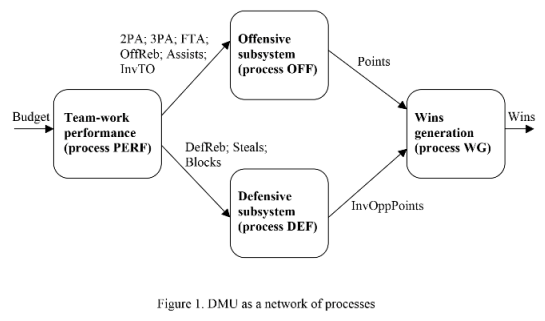 2PA; 3PA; FTA;
OffReb; Assists;
InvTO
Offensive
subsystem
(process OFF)
Points
Budget
Team-work
performance
(process PERF)
Wins
generation
(process WG)
Wins
DefReb; Steals;
Blocks
Defensive
subsystem
(process DEF)
InvOppPoints
Figure 1. DMU as a network of processes